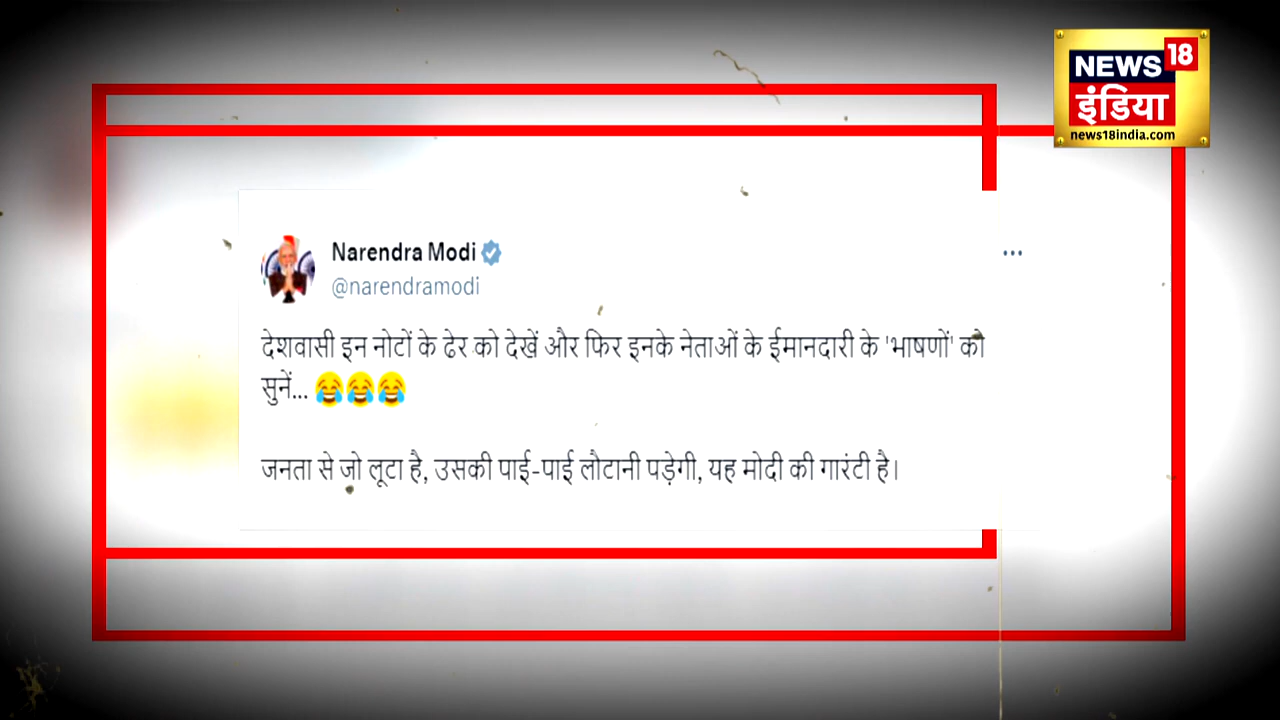 NEWS 18
इंडिया
news18india.com
Narendra Modi
@narendramodi
देशवासी इन नोटों के ढेर को देखें और फिर इनके नेताओं के ईमानदारी के 'भाषणों' को
सुनें... 😂😂😂
जनता से जो लूटा है, उसकी पाई-पाई लौटानी पड़ेगी, यह मोदी की गारंटी है।